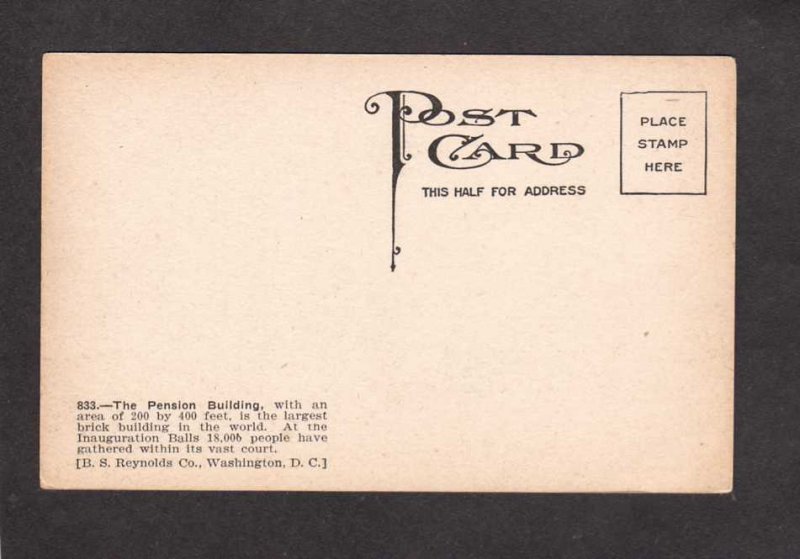 POST
CARD
THIS HALF FOR ADDRESS
PLACE
STAMP
HERE
833.—The Pension Building, with an
area of 200 by 400 feet, is the largest
brick building in the world. At the
Inauguration Balls 18,000 people have
gathered within its vast court.
[B. S. Reynolds Co., Washington, D. C.]